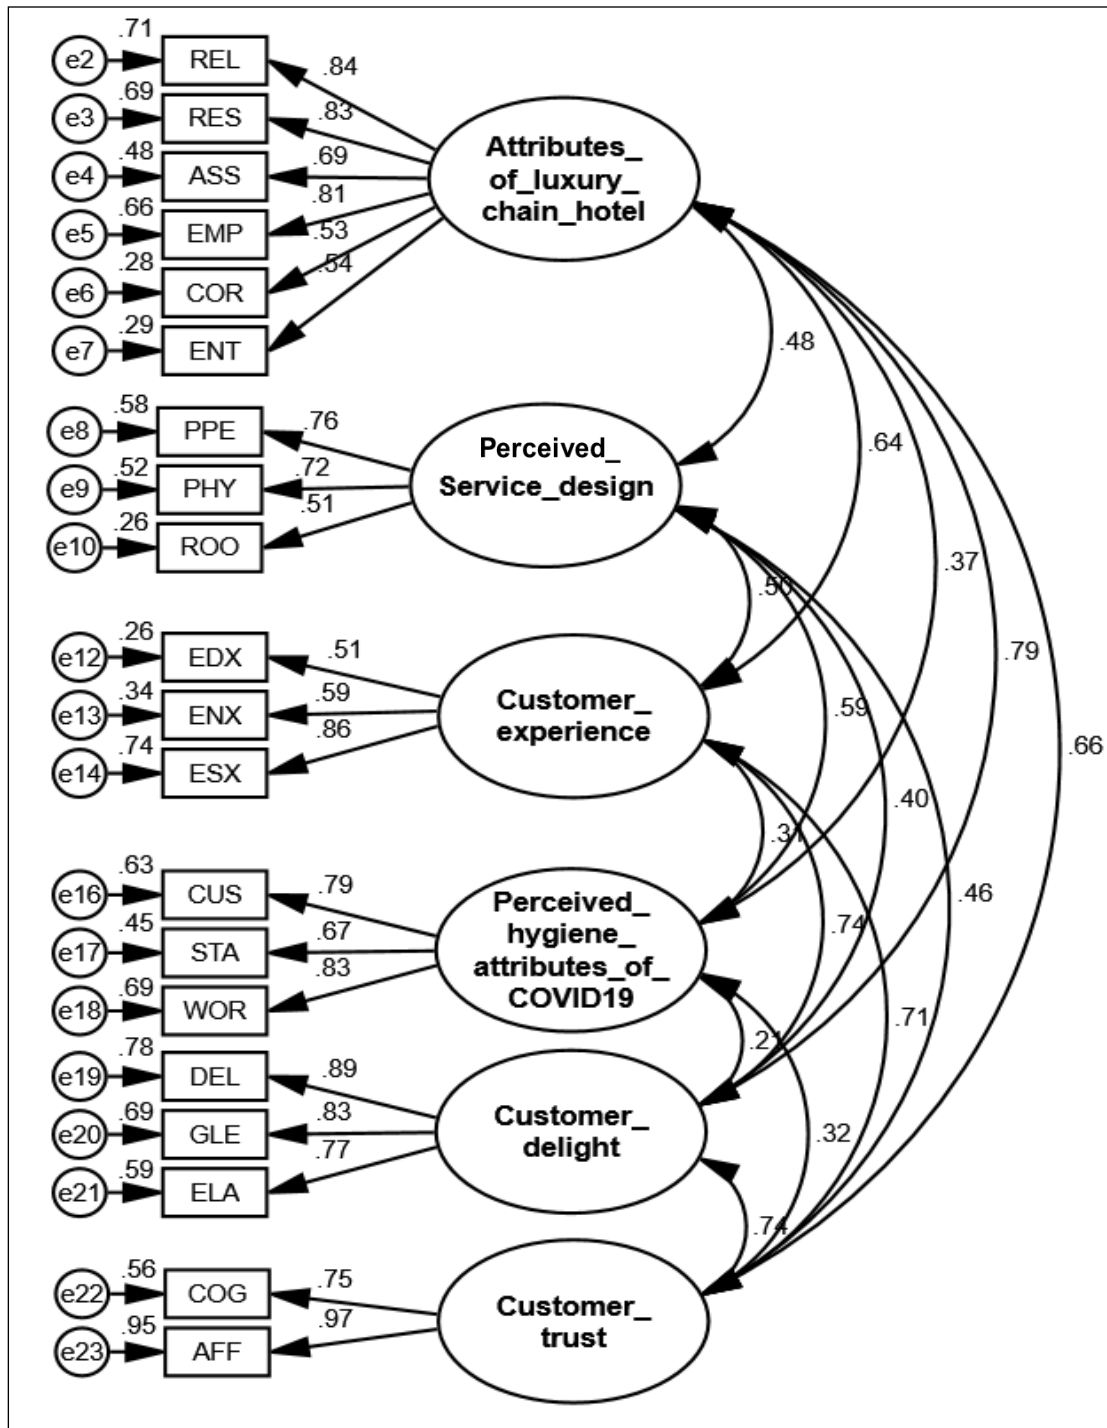 .71
e2 REL .84
.69
e3 RES .83
.48
e4 ASS .69
.66
e5 EMP .81
.28
e6 COR .53
.29
e7 ENT .54
Attributes_
of_luxury_
chain_hotel
.48
.64
.37
.79
.66
.58
e8 PPE .76
.52
e9 PHY .72
.26
e10 ROO .51
Perceived_
Service_design
.50
.59
.40
.46
.26
e12 EDX .51
.34
e13 ENX .59
.74
e14 ESX .86
Customer_
experience
.31
.74
.71
.63
e16 CUS .79
.45
e17 STA .67
.69
e18 WOR .83
Perceived_
hygiene_
attributes_of_
COVID19
.21
.32
.78
e19 DEL .89
.69
e20 GLE .83
.59
e21 ELA .77
Customer_
delight
.74
.56
e22 COG .75
.95
e23 AFF .97
Customer_
trust